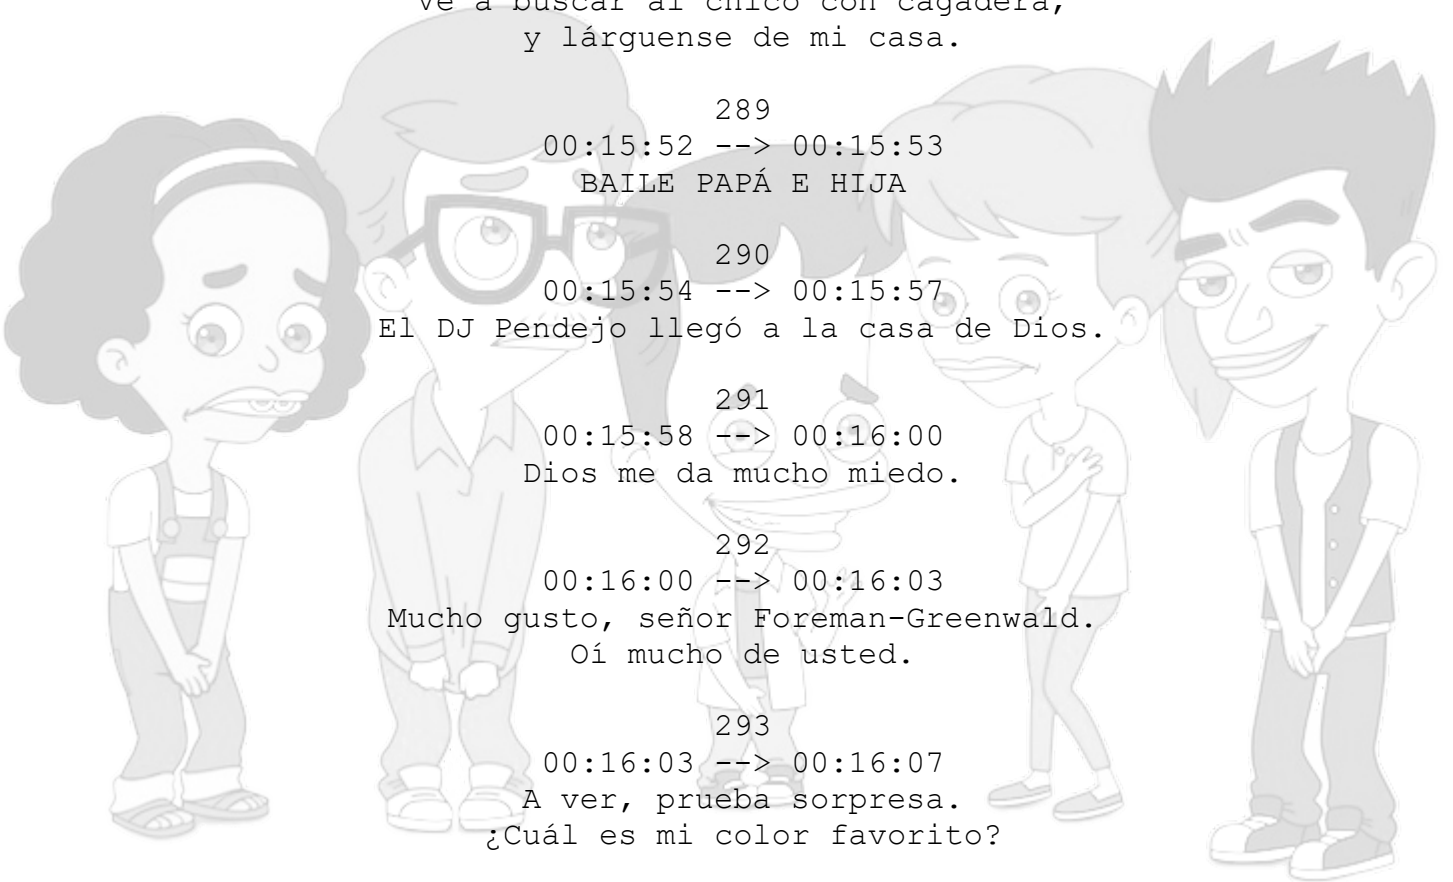 ve a buscar al chico con cagadera,
y lárguense de mi casa.
289
00:15:52 --> 00:15:53
BAILE PAPÁ E HIJA
290
00:15:54 --> 00:15:57
El DJ Pendejo llegó a la casa de Dios.
291
00:15:58 --> 00:16:00
Dios me da mucho miedo.
292
00:16:00 --> 00:16:03
Mucho gusto, señor Foreman-Greenwald.
Oí mucho de usted.
293
00:16:03 --> 00:16:07
A ver, prueba sorpresa.
¿Cuál es mi color favorito?